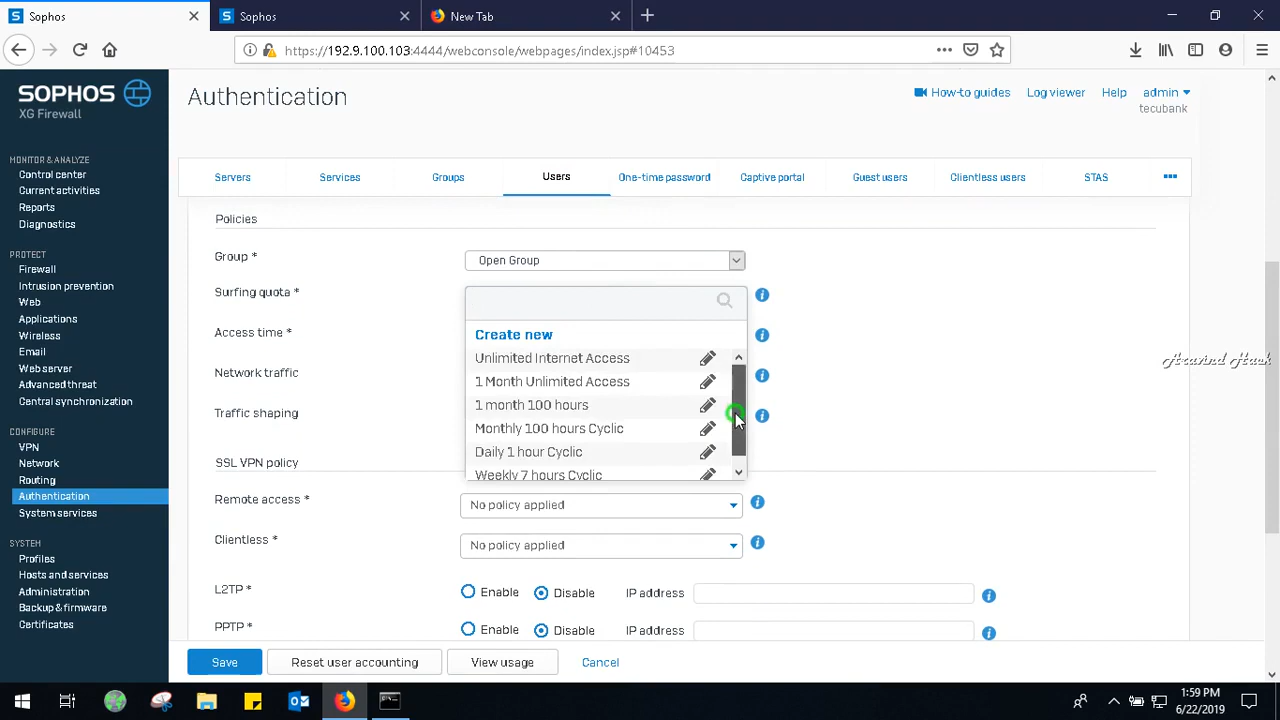 Sophos
Sophos
New Tab
https://192.9.100.103:4444/webconsole/webpages/index.jsp#10453
SOPHOS
XG Firewall
Authentication
How-to guides
Log viewer
Help
admin
tecubank
MONITOR & ANALYZE
Control center
Current activities
Reports
Diagnostics
PROTECT
Firewall
Intrusion prevention
Web
Applications
Wireless
Email
Web server
Advanced threat
Central synchronization
CONFIGURE
VPN
Network
Routing
Authentication
System services
SYSTEM
Profiles
Hosts and services
Administration
Backup & firmware
Certificates
Servers
Services
Groups
Users
One-time password
Captive portal
Guest users
Clientless users
STAS
Policies
Group *
Open Group
Surfing quota *
Access time *
Network traffic
Traffic shaping
Create new
Unlimited Internet Access
1 Month Unlimited Access
1 month 100 hours
Monthly 100 hours Cyclic
Daily 1 hour Cyclic
Weekly 7 hours Cyclic
SSL VPN policy
Remote access *
No policy applied
Clientless *
No policy applied
L2TP *
Enable
Disable
IP address
PPTP *
Enable
Disable
IP address
Save
Reset user accounting
View usage
Cancel
1:59 PM
6/22/2019